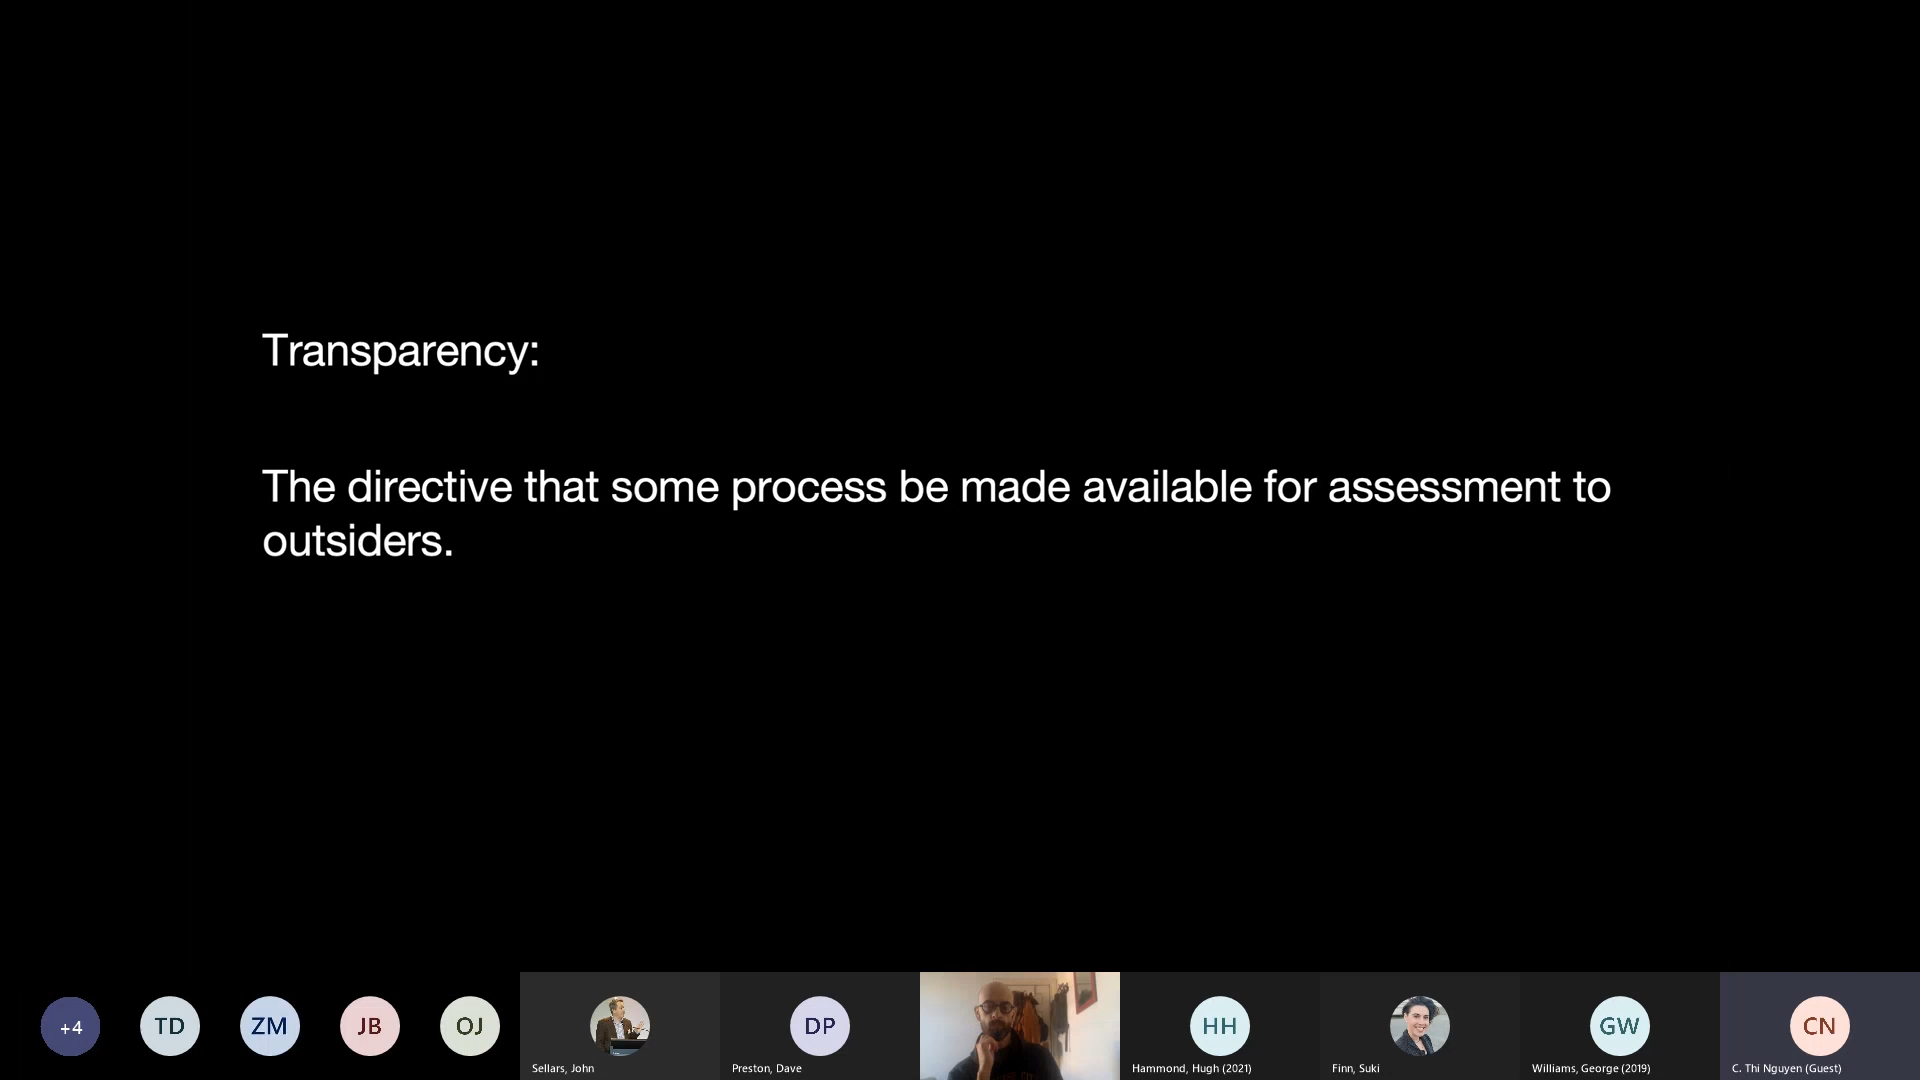 Transparency:
The directive that some process be made available for assessment to
outsiders.
+4
TD
ZM
JB
OJ
Sellars, John
DP
Preston, Dave
HH
Hammond, Hugh (2021)
Finn, Suki
GW
Williams, George (2019)
CN
C. Thi Nguyen (Guest)